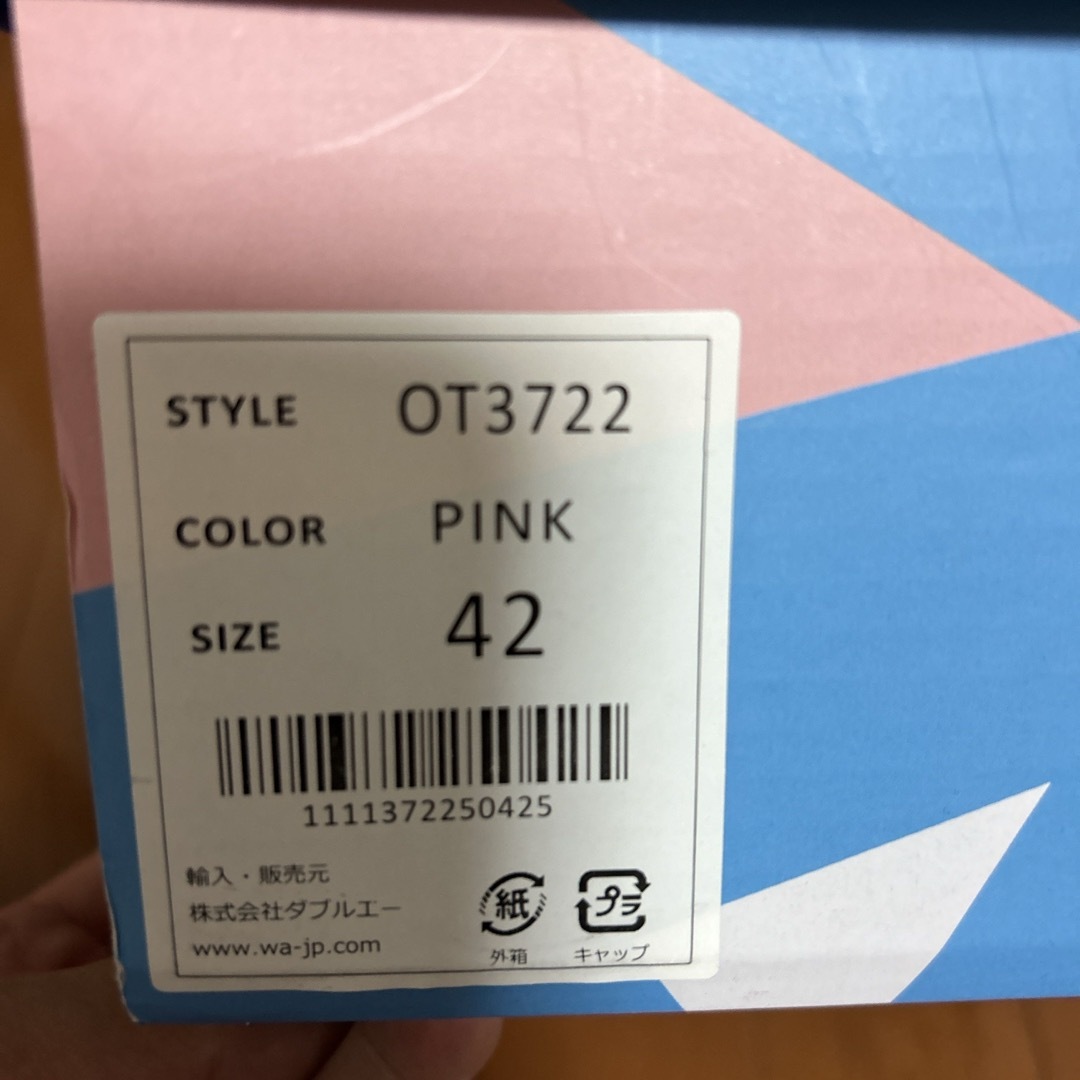 STYLE OT3722
COLOR PINK
SIZE 42
1111372250425
輸入・販売元
株式会社ダブルエー
www.wa-jp.com
紙 プラ
外箱 キャップ